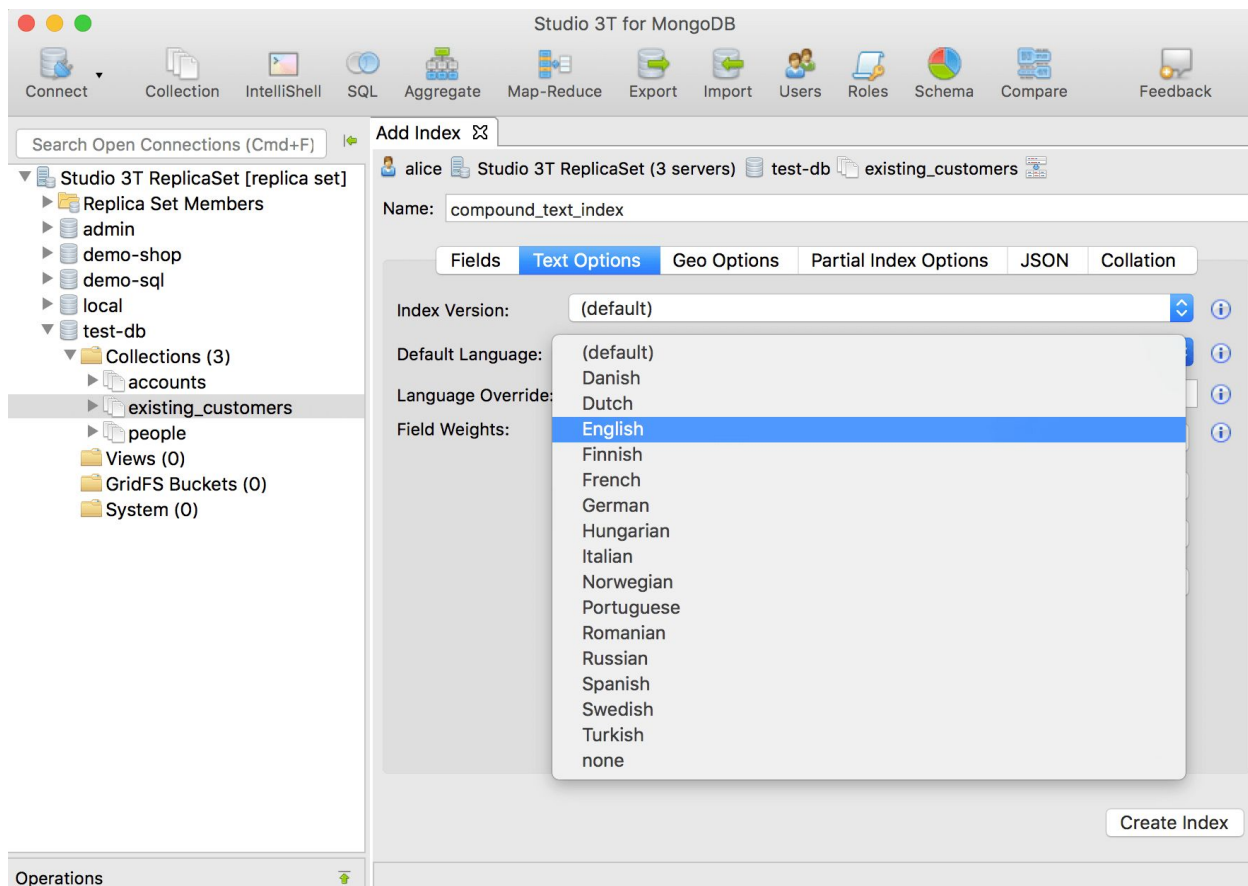 Studio 3T for MongoDB
Connect Collection IntelliShell SQL Aggregate Map-Reduce Export Import Users Roles Schema Compare Feedback
Search Open Connections (Cmd+F)
Studio 3T ReplicaSet [replica set]
Replica Set Members
admin
demo-shop
demo-sql
local
test-db
Collections (3)
accounts
existing_customers
people
Views (0)
GridFS Buckets (0)
System (0)
Operations
Add Index
alice Studio 3T ReplicaSet (3 servers) test-db existing_customers
Name: compound_text_index
Fields Text Options Geo Options Partial Index Options JSON Collation
Index Version: (default)
Default Language:
Language Override:
Field Weights:
(default)
Danish
Dutch
English
Finnish
French
German
Hungarian
Italian
Norwegian
Portuguese
Romanian
Russian
Spanish
Swedish
Turkish
none
Create Index